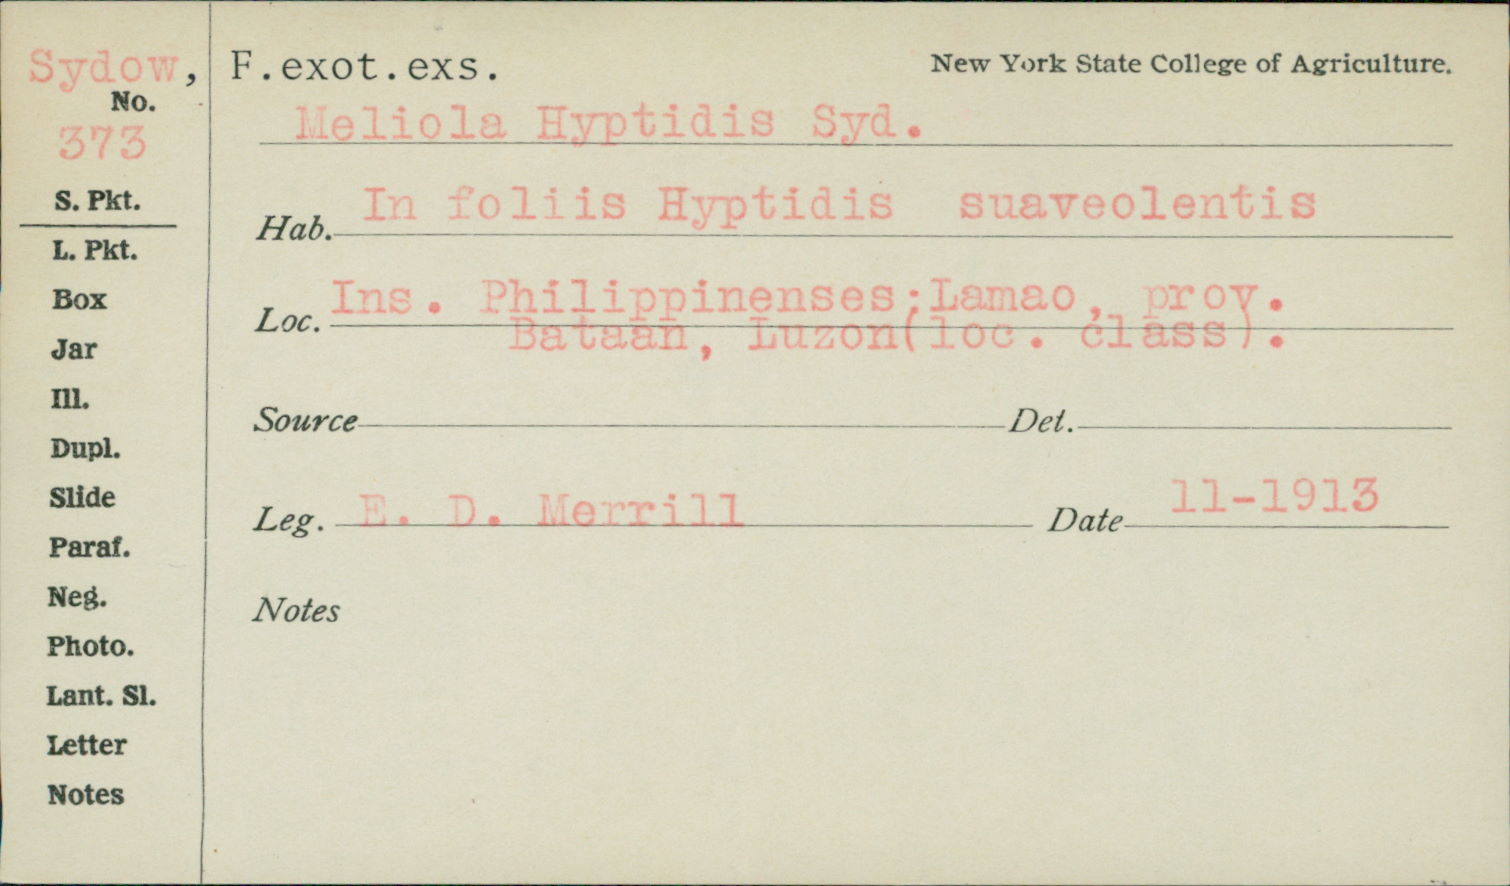 Sydow, F.exot.exs.
New York State College of Agriculture.
No.
373
Meliola Hyptidis Syd.
S. Pkt.
L. Pkt.
Box
Jar
Ill.
Dupl.
Slide
Paraf.
Neg.
Photo.
Lant. Sl.
Letter
Notes
Hab. In foliis Hyptidis suaveolentis
Loc. Ins. Philippinenses;Lamao, prov.
Bataan, Luzon(loc. class).
Source Det.
Leg. E. D. Merrill Date 11-1913
Notes